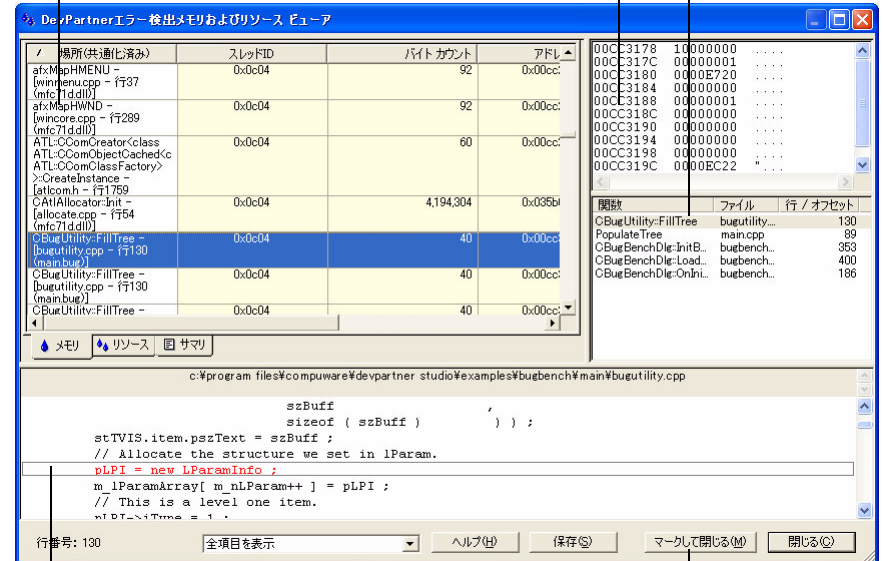 DevPartnerエラー検出メモリおよびリソース ビューア
場所(共通化済み) スレッドID バイト カウント アドレ
afxMapHMENU -
[winmenu.cpp - 行37
(mfc71d.dll)] 0x0c04 92 0x00cc
afxMapHWND -
[wincore.cpp - 行289
(mfc71d.dll)] 0x0c04 92 0x00cc
ATL::CComCreator<class
ATL::CComObjectCached<c
ATL::CComClassFactory>
>::CreateInstance -
[atlcom.h - 行1759 0x0c04 60 0x00cc
CAtlAllocator::Init -
[allocate.cpp - 行54
(mfc71d.dll)] 0x0c04 4,194,304 0x035b
CBugUtility::FillTree -
[bugutility.cpp - 行130
(main.bug)] 0x0c04 40 0x00cc
CBugUtility::FillTree -
[bugutility.cpp - 行130
(main.bug)] 0x0c04 40 0x00cc
CBugUtility::FillTree - 0x0c04 40 0x00cc
メモリ リソース サマリ
00CC3178 10000000 ....
00CC317C 00000001 ....
00CC3180 0000E720 ....
00CC3184 00000000 ....
00CC3188 00000001 ....
00CC318C 00000000 ....
00CC3190 00000000 ....
00CC3194 00000000 ....
00CC3198 00000000 ....
00CC319C 0000EC22 "...
関数 ファイル 行 / オフセット
CBugUtility::FillTree bugutility.... 130
PopulateTree main.cpp 89
CBugBenchDlg::InitB... bugbench... 353
CBugBenchDlg::Load... bugbench... 400
CBugBenchDlg::OnIni... bugbench... 186
c:¥program files¥compuware¥devpartner studio¥examples¥bugbench¥main¥bugutility.cpp
szBuff ,
sizeof ( szBuff ) ) ) ;
stTVIS.item.pszText = szBuff ;
// Allocate the structure we set in lParam.
pLPI = new LParamInfo ;
m_lParamArray[ m_nLParam++ ] = pLPI ;
// This is a level one item.
pLPI->iType = 1 ;
行番号: 130 全項目を表示 ヘルプ(H) 保存(S) マークして閉じる(M) 閉じる(C)